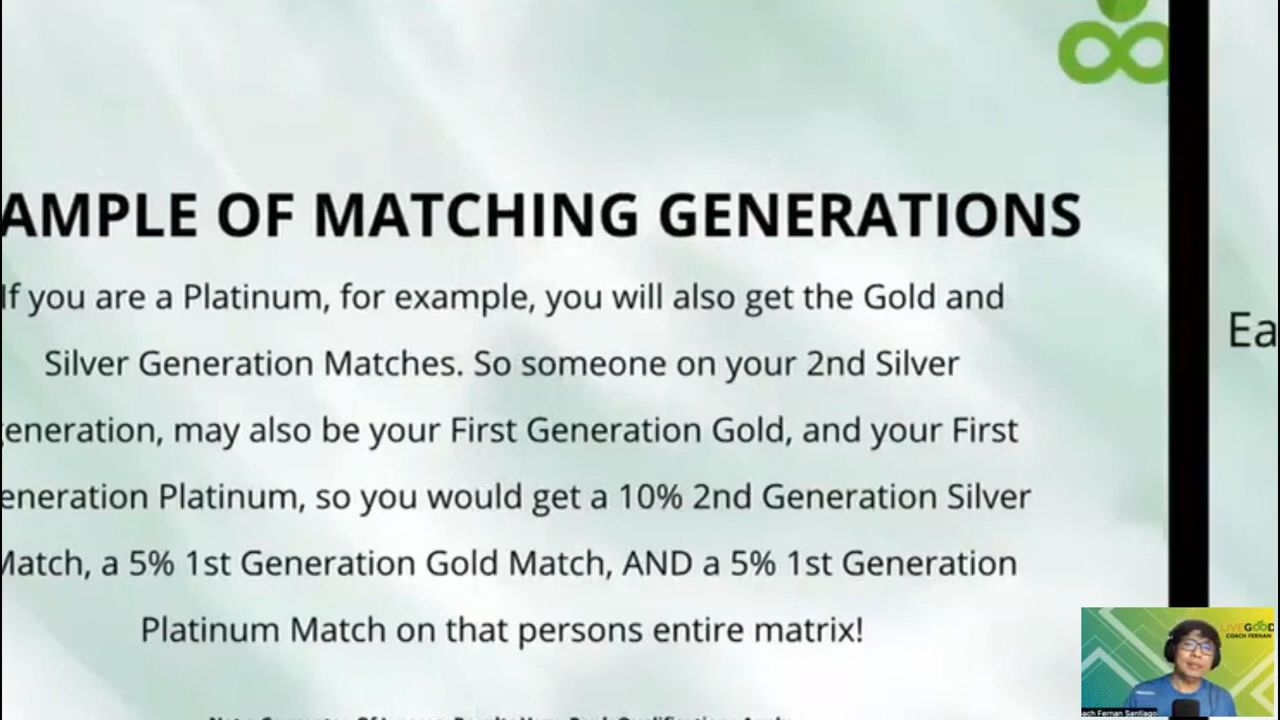 AMPLE OF MATCHING GENERATIONS
If you are a Platinum, for example, you will also get the Gold and
Silver Generation Matches. So someone on your 2nd Silver
eneration, may also be your First Generation Gold, and your First
eneration Platinum, so you would get a 10% 2nd Generation Silver
Match, a 5% 1st Generation Gold Match, AND a 5% 1st Generation
Platinum Match on that persons entire matrix!
Ea
LIVEGOOD
COACH FERNAN
ach Fernan Santiago